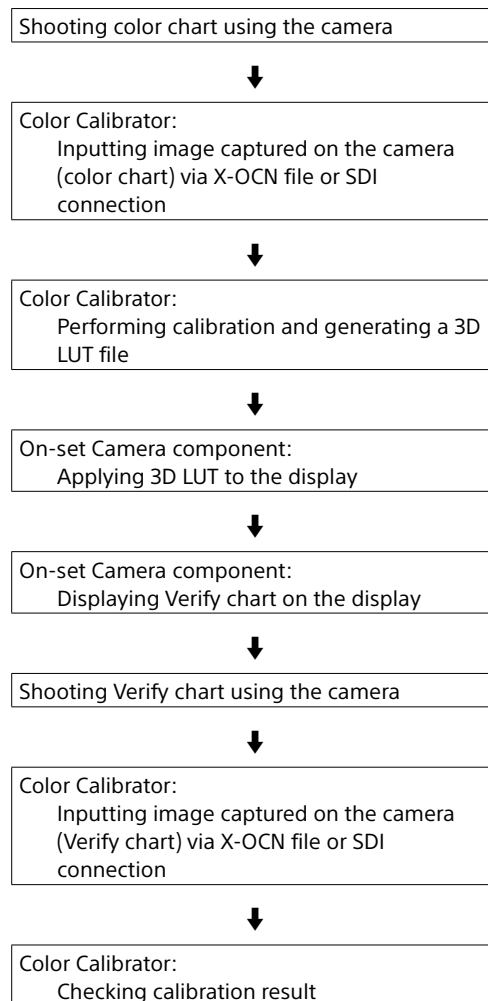 Shooting color chart using the camera
Color Calibrator:
Inputting image captured on the camera
(color chart) via X-OCN file or SDI
connection
Color Calibrator:
Performing calibration and generating a 3D
LUT file
On-set Camera component:
Applying 3D LUT to the display
On-set Camera component:
Displaying Verify chart on the display
Shooting Verify chart using the camera
Color Calibrator:
Inputting image captured on the camera
(Verify chart) via X-OCN file or SDI
connection
Color Calibrator:
Checking calibration result